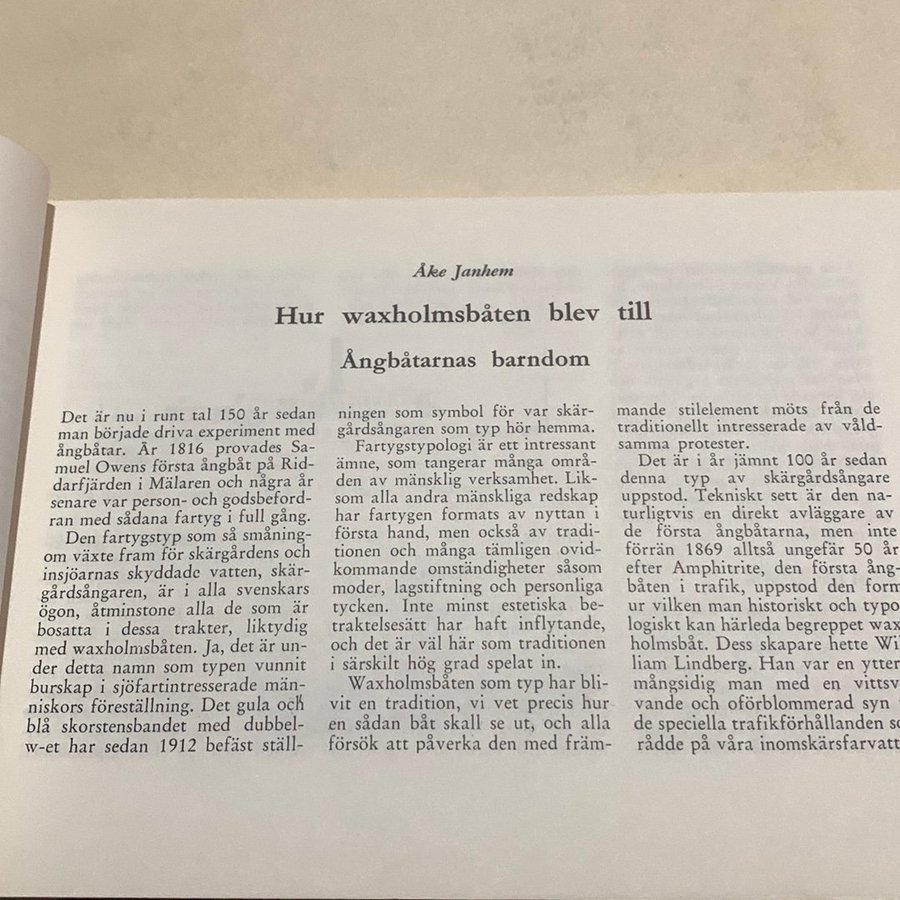 Åke Janhem
Hur waxholmsbåten blev till
Ångbåtarnas barndom
Det är nu i runt tal 150 år sedan
man började driva experiment med
ångbåtar. År 1816 provades Sa-
muel Owens första ångbåt på Rid-
darfjärden i Mälaren och några år
senare var person- och godsbeford-
ran med sådana fartyg i full gång.
Den fartygstyp som så småning-
om växte fram för skärgårdens och
insjöarnas skyddade vatten, skär-
gårdsångaren, är i alla svenskars
ögon, åtminstone alla de som är
bosatta i dessa trakter, liktydig
med waxholmsbåten. Ja, det är un-
der detta namn som typen vunnit
burskap i sjöfartintresserade män-
niskors föreställning. Det gula och
blå skorstensbandet med dubbel-
w-et har sedan 1912 befäst ställ-
ningen som symbol för var skär-
gårdsångaren som typ hör hemma.
Fartygstypologi är ett intressant
ämne, som tangerar många områ-
den av mänsklig verksamhet. Lik-
som alla andra mänskliga redskap
har fartygen formats av nyttan i
första hand, men också av tradi-
tionen och många tämligen ovid-
kommande omständigheter såsom
moder, lagstiftning och personliga
tycken. Inte minst estetiska be-
traktelsesätt har haft inflytande,
och det är väl här som traditionen
i särskilt hög grad spelat in.
Waxholmsbåten som typ har bli-
vit en tradition, vi vet precis hur
en sådan båt skall se ut, och alla
försök att påverka den med främ-
mande stilelement möts från de
traditionellt intresserade av våld-
samma protester.
Det är i år jämnt 100 år sedan
denna typ av skärgårdsångare
uppstod. Tekniskt sett är den na-
turligtvis en direkt avläggare av
de första ångbåtarna, men inte
förrän 1869 alltså ungefär 50 år
efter Amphitrite, den första ång-
båten i trafik, uppstod den form
ur vilken man historiskt och typo
logiskt kan härleda begreppet wax
holmsbåt. Dess skapare hette Wi
liam Lindberg. Han var en ytter
mångsidig man med en vittsv
vande och oförblommerad syn
de speciella trafikförhållanden so
rådde på våra inomskärsfarvatt